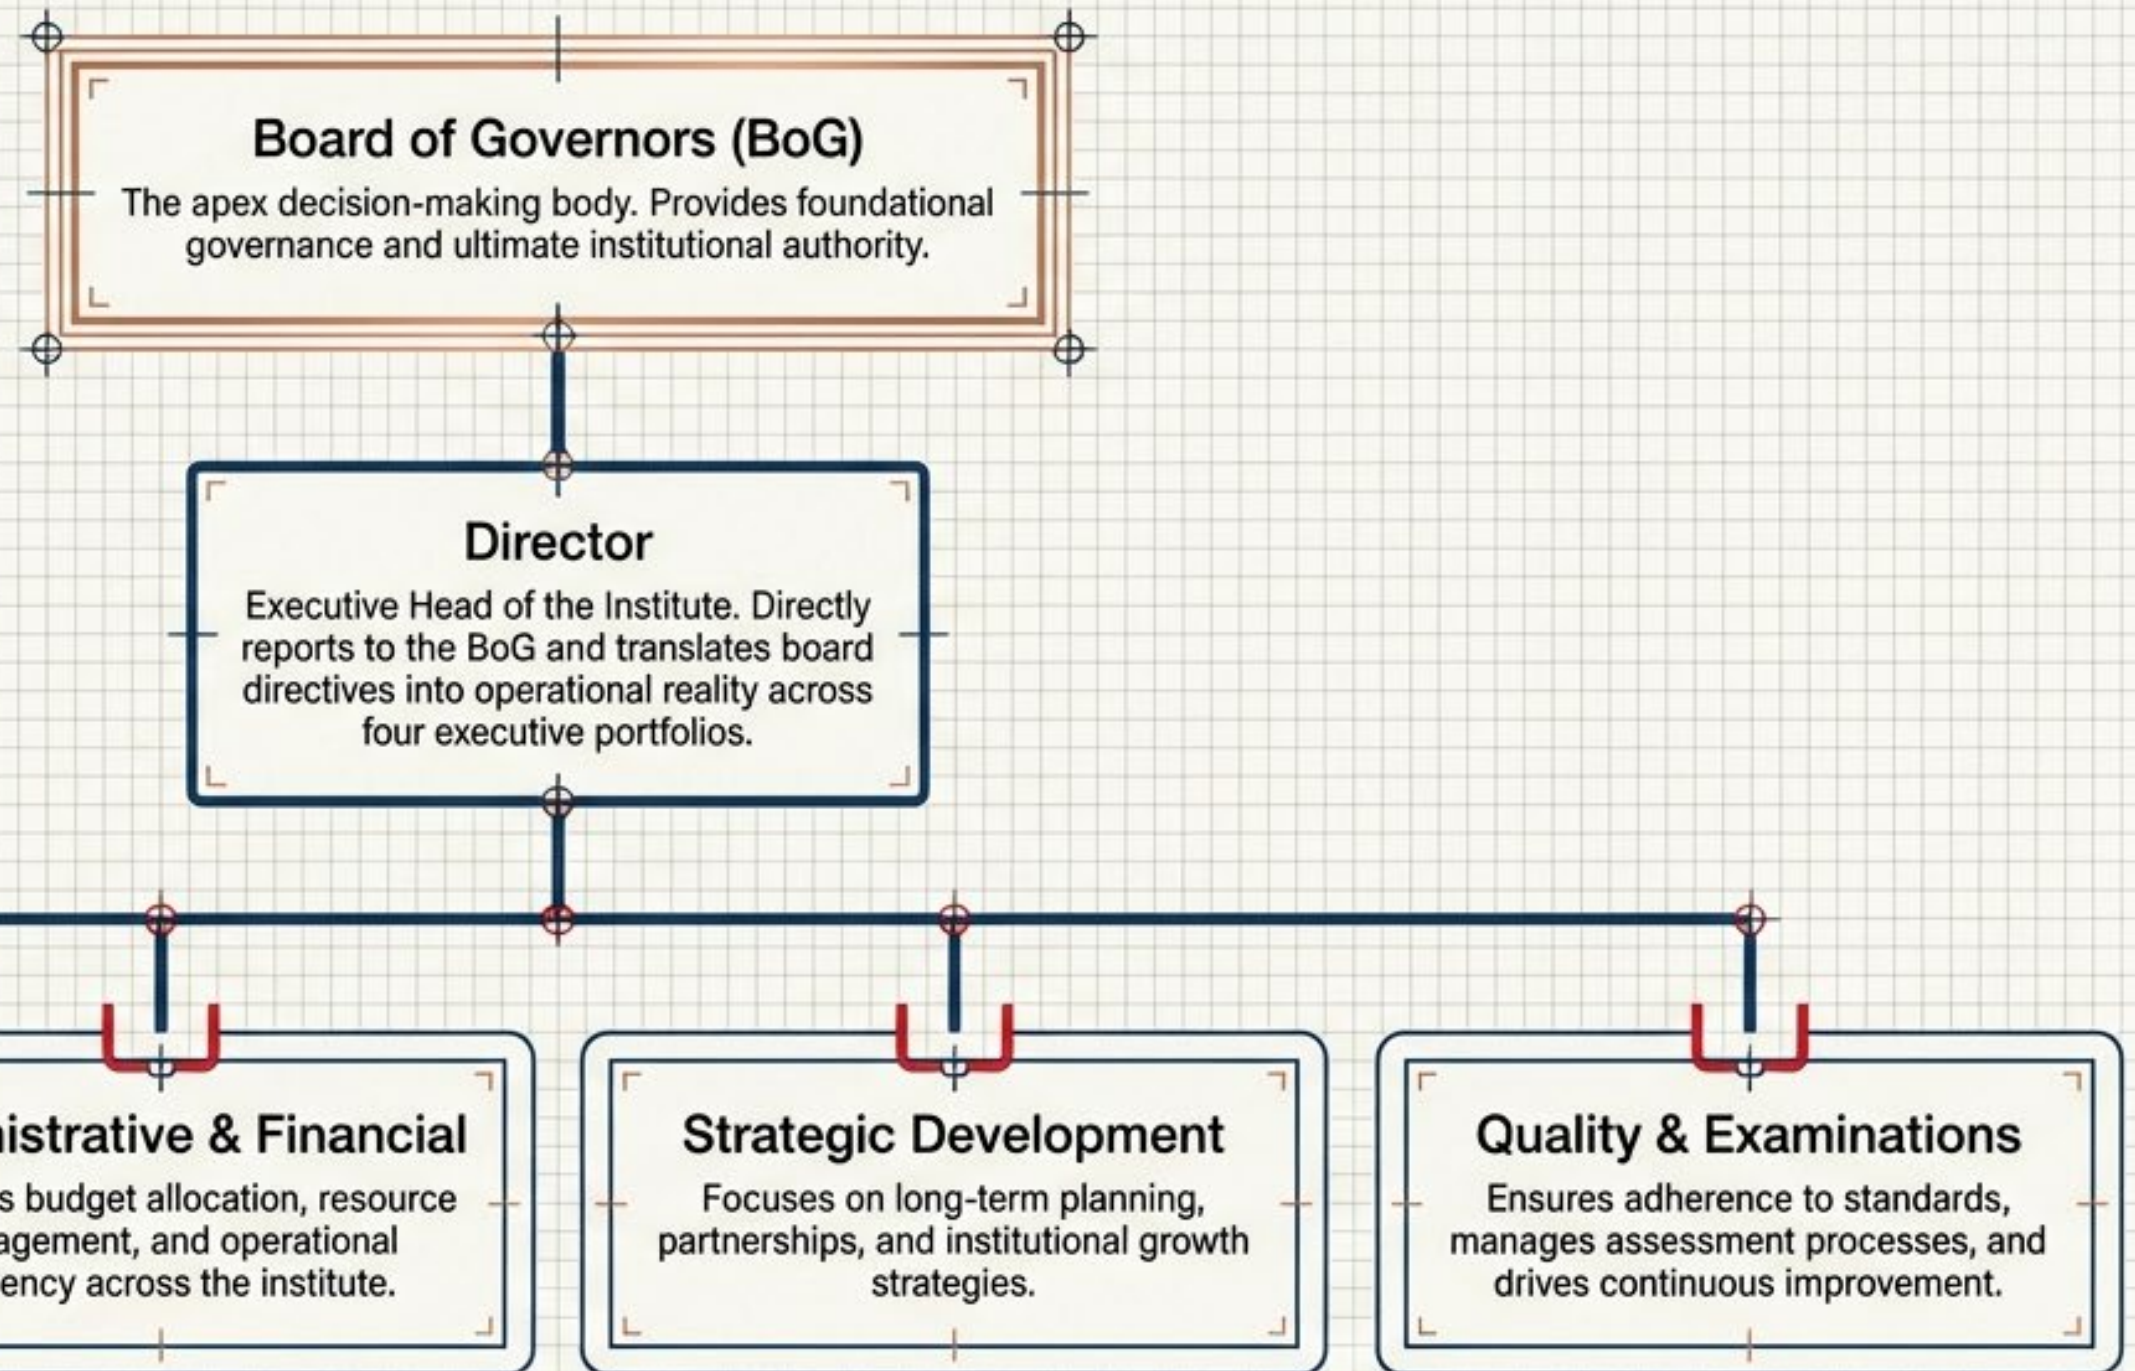 Board of Governors (BoG)
The apex decision-making body. Provides foundational
governance and ultimate institutional authority.
Director
Executive Head of the Institute. Directly
reports to the BoG and translates board
directives into operational reality across
four executive portfolios.
& Financial
budget allocation, resource
and operational
across the institute.
Strategic Development
Focuses on long-term planning,
partnerships, and institutional growth
strategies.
Quality & Examinations
Ensures adherence to standards,
manages assessment processes, and
drives continuous improvement.